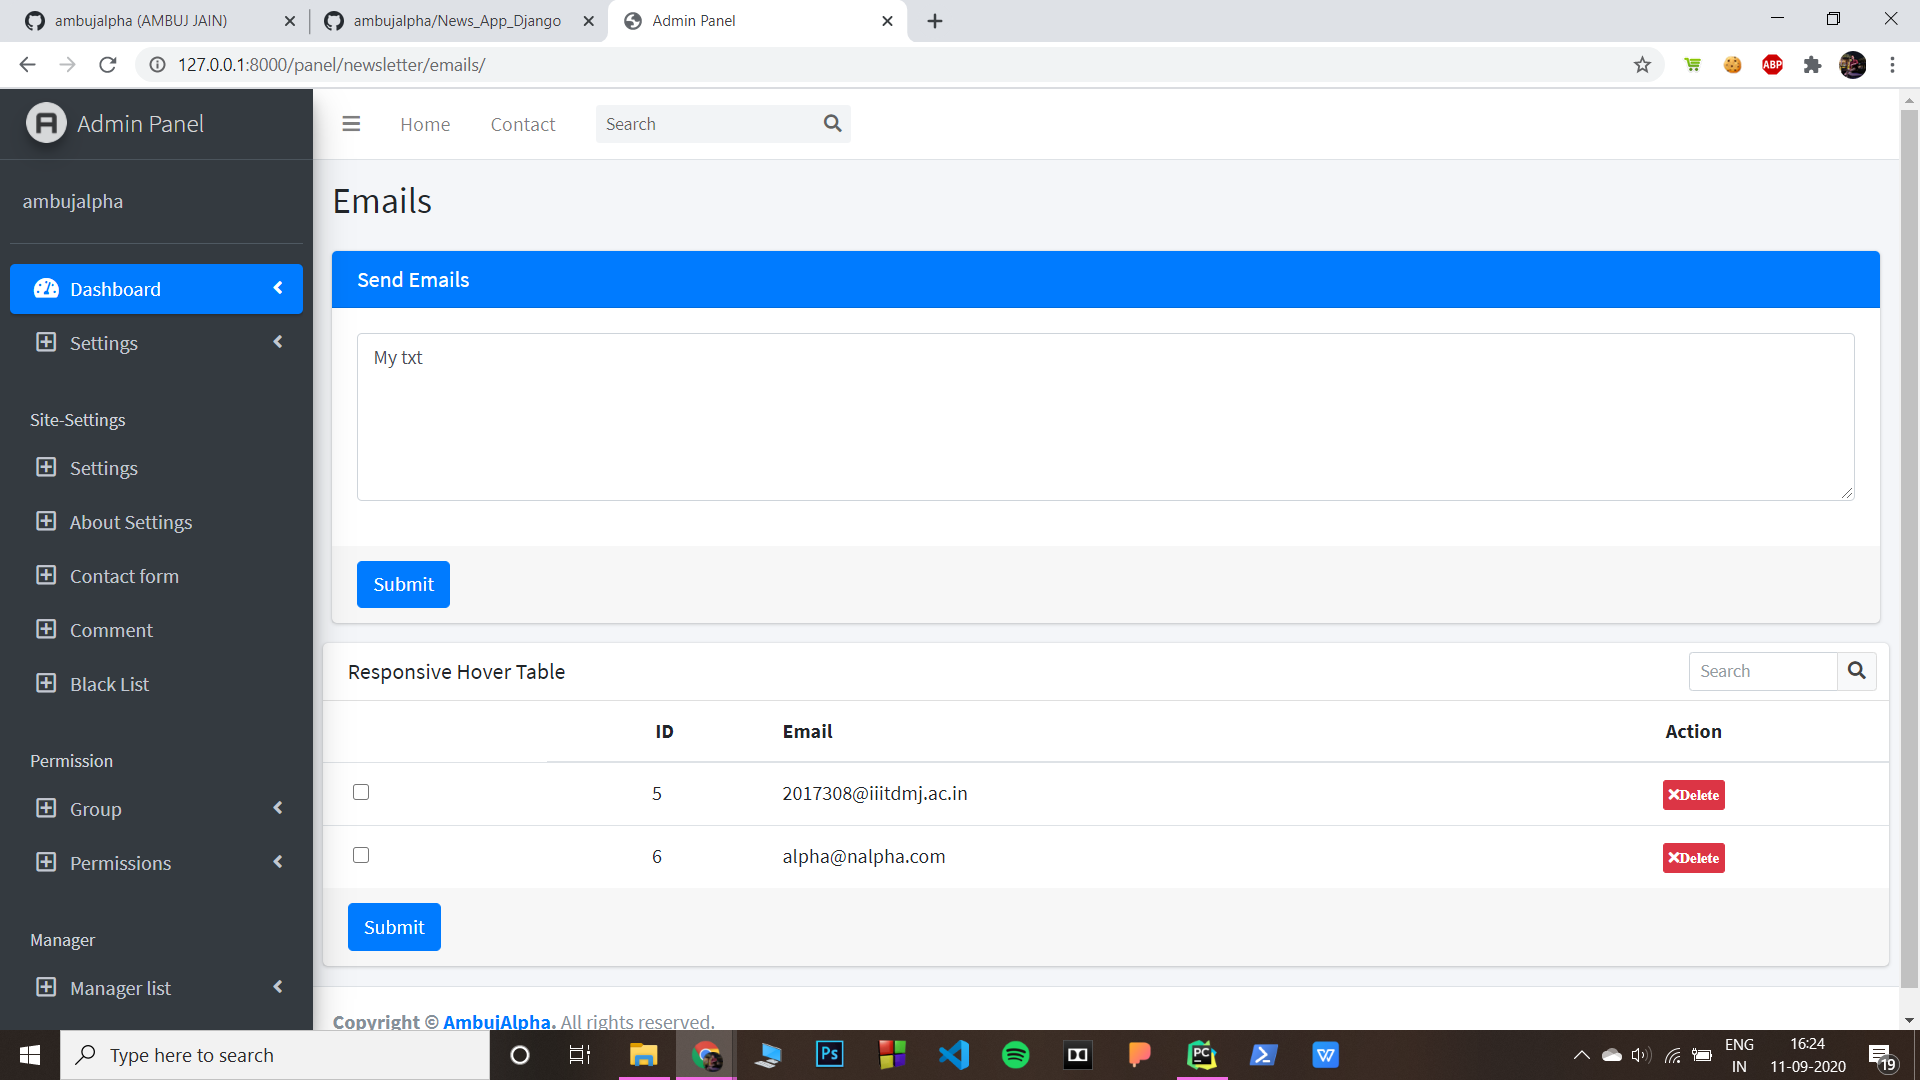 ambujalpha (AMBUJ JAIN)
ambujalpha/News_App_Django
Admin Panel
127.0.0.1:8000/panel/newsletter/emails/
ABP
Admin Panel
Home
Contact
Search
ambujalpha
Emails
Dashboard
Send Emails
Settings
My txt
Site-Settings
Settings
About Settings
Contact form
Submit
Comment
Black List
Responsive Hover Table
Search
ID
Email
Action
Permission
5
2017308@iiitdmj.ac.in
Delete
Group
6
alpha@nalpha.com
Delete
Permissions
Submit
Manager
Manager list
Copyright © AmbujAlpha. All rights reserved.
Type here to search
Ps
PC
W
ENG
IN
16:24
11-09-2020
19